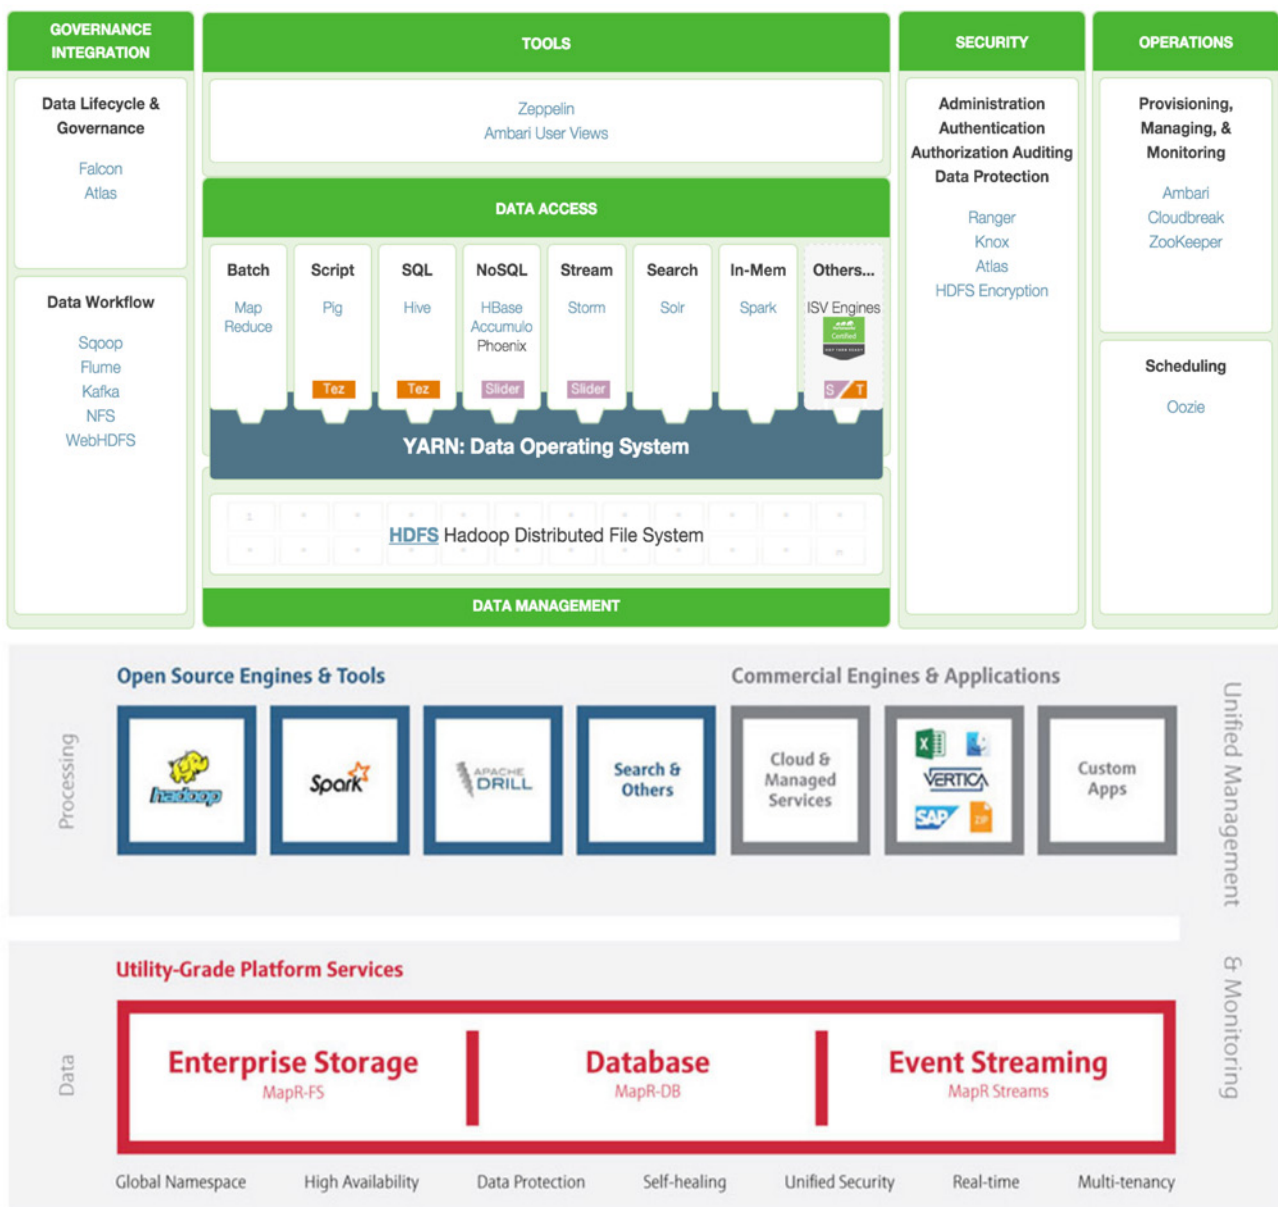 GOVERNANCE
INTEGRATION
Data Lifecycle &
Governance
Falcon
Atlas
Data Workflow
Sqoop
Flume
Kafka
NFS
WebHDFS
TOOLS
Zeppelin
Ambari User Views
DATA ACCESS
Batch
Map
Reduce
Script
Pig
Tez
SQL
Hive
Tez
NoSQL
HBase
Accumulo
Phoenix
Slider
Stream
Storm
Slider
Search
Solr
In-Mem
Spark
Others...
ISV Engines
Certified
S T
YARN: Data Operating System
HDFS Hadoop Distributed File System
DATA MANAGEMENT
SECURITY
Administration
Authentication
Authorization Auditing
Data Protection
Ranger
Knox
Atlas
HDFS Encryption
OPERATIONS
Provisioning,
Managing, &
Monitoring
Ambari
Cloudbreak
ZooKeeper
Scheduling
Oozie
Processing
Open Source Engines & Tools
hadoop
Spark
APACHE
DRILL
Search &
Others
Commercial Engines & Applications
Cloud &
Managed
Services
X
VERTICA
SAP
ZIP
Custom
Apps
Unified Management
& Monitoring
Data
Utility-Grade Platform Services
Enterprise Storage
MapR-FS
Database
MapR-DB
Event Streaming
MapR Streams
Global Namespace
High Availability
Data Protection
Self-healing
Unified Security
Real-time
Multi-tenancy